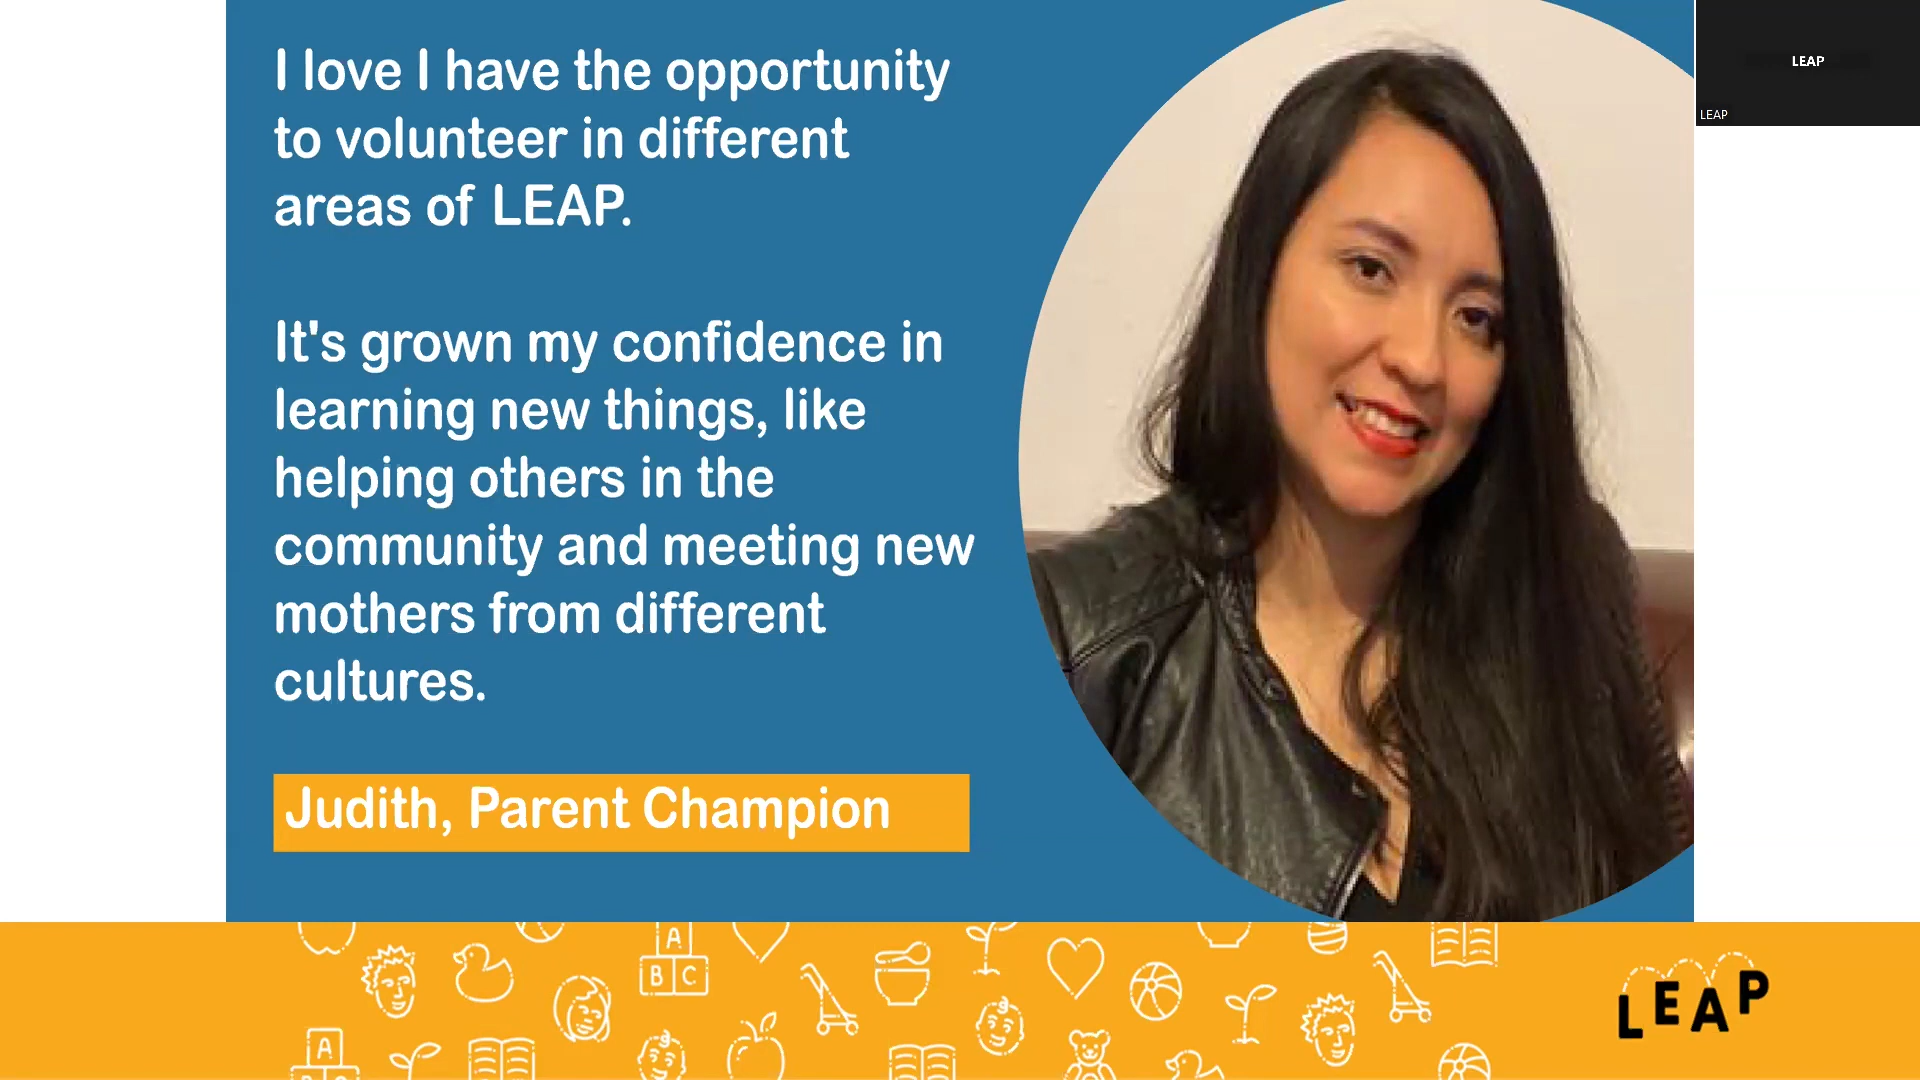 I love I have the opportunity
to volunteer in different
areas of LEAP.
It's grown my confidence in
learning new things, like
helping others in the
community and meeting new
mothers from different
cultures.
Judith, Parent Champion
LEAP
LEAP
A
B C
A
LEAP